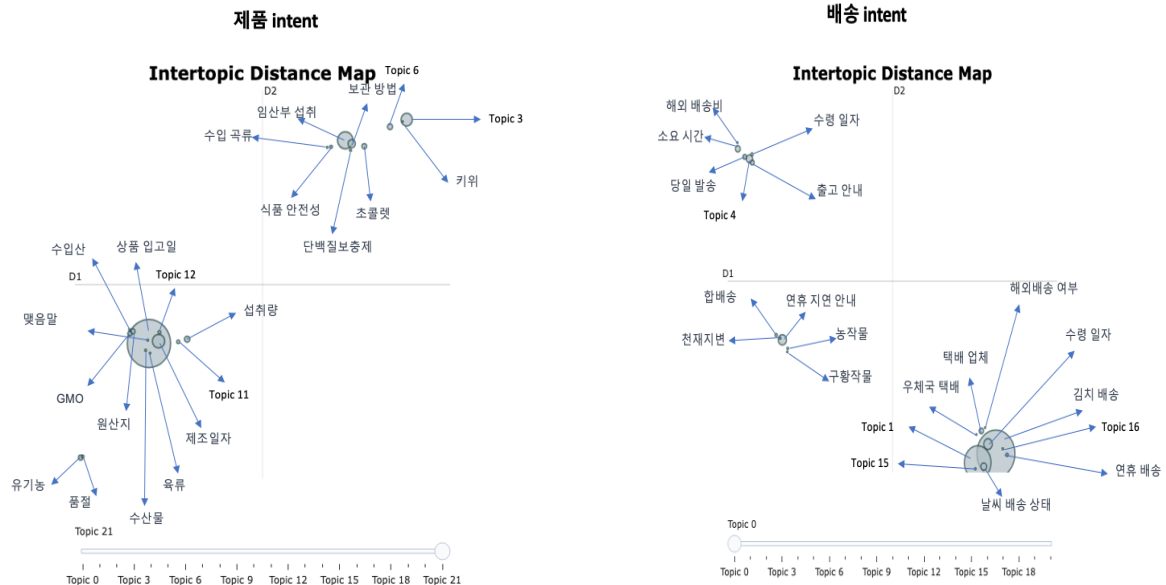 제품 intent
Intertopic Distance Map
D2
Topic 6
보관 방법
임산부 섭취
Topic 3
수입 곡류
키위
식품 안전성
초콜렛
단백질보충제
수입산
상품 입고일
D1
Topic 12
섭취량
맺음말
Topic 11
GMO
원산지
제조일자
유기농
품절
육류
수산물
Topic 21
Topic 0
Topic 3
Topic 6
Topic 9
Topic 12
Topic 15
Topic 18
Topic 21
배송 intent
Intertopic Distance Map
D2
해외 배송비
수령 일자
소요 시간
당일 발송
출고 안내
Topic 4
D1
해외배송 여부
합배송
연휴 지연 안내
천재지변
농작물
수령 일자
택배 업체
구황작물
우체국 택배
김치 배송
Topic 1
Topic 16
Topic 15
연휴 배송
날씨 배송 상태
Topic 0
Topic 0
Topic 3
Topic 6
Topic 9
Topic 12
Topic 15
Topic 18